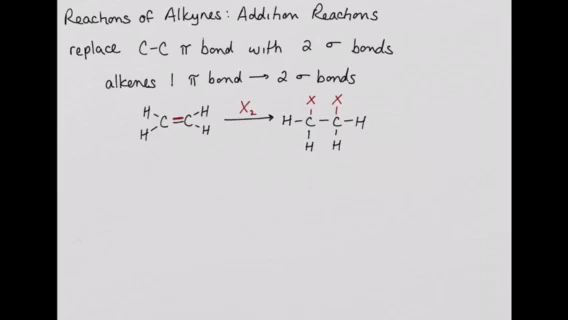 Reactions of Alkynes: Addition Reactions
replace C-C π bond with 2 σ bonds
alkenes 1 π bond → 2 σ bonds
H H X₂ X X
C=C → H-C-C-H
H H H H